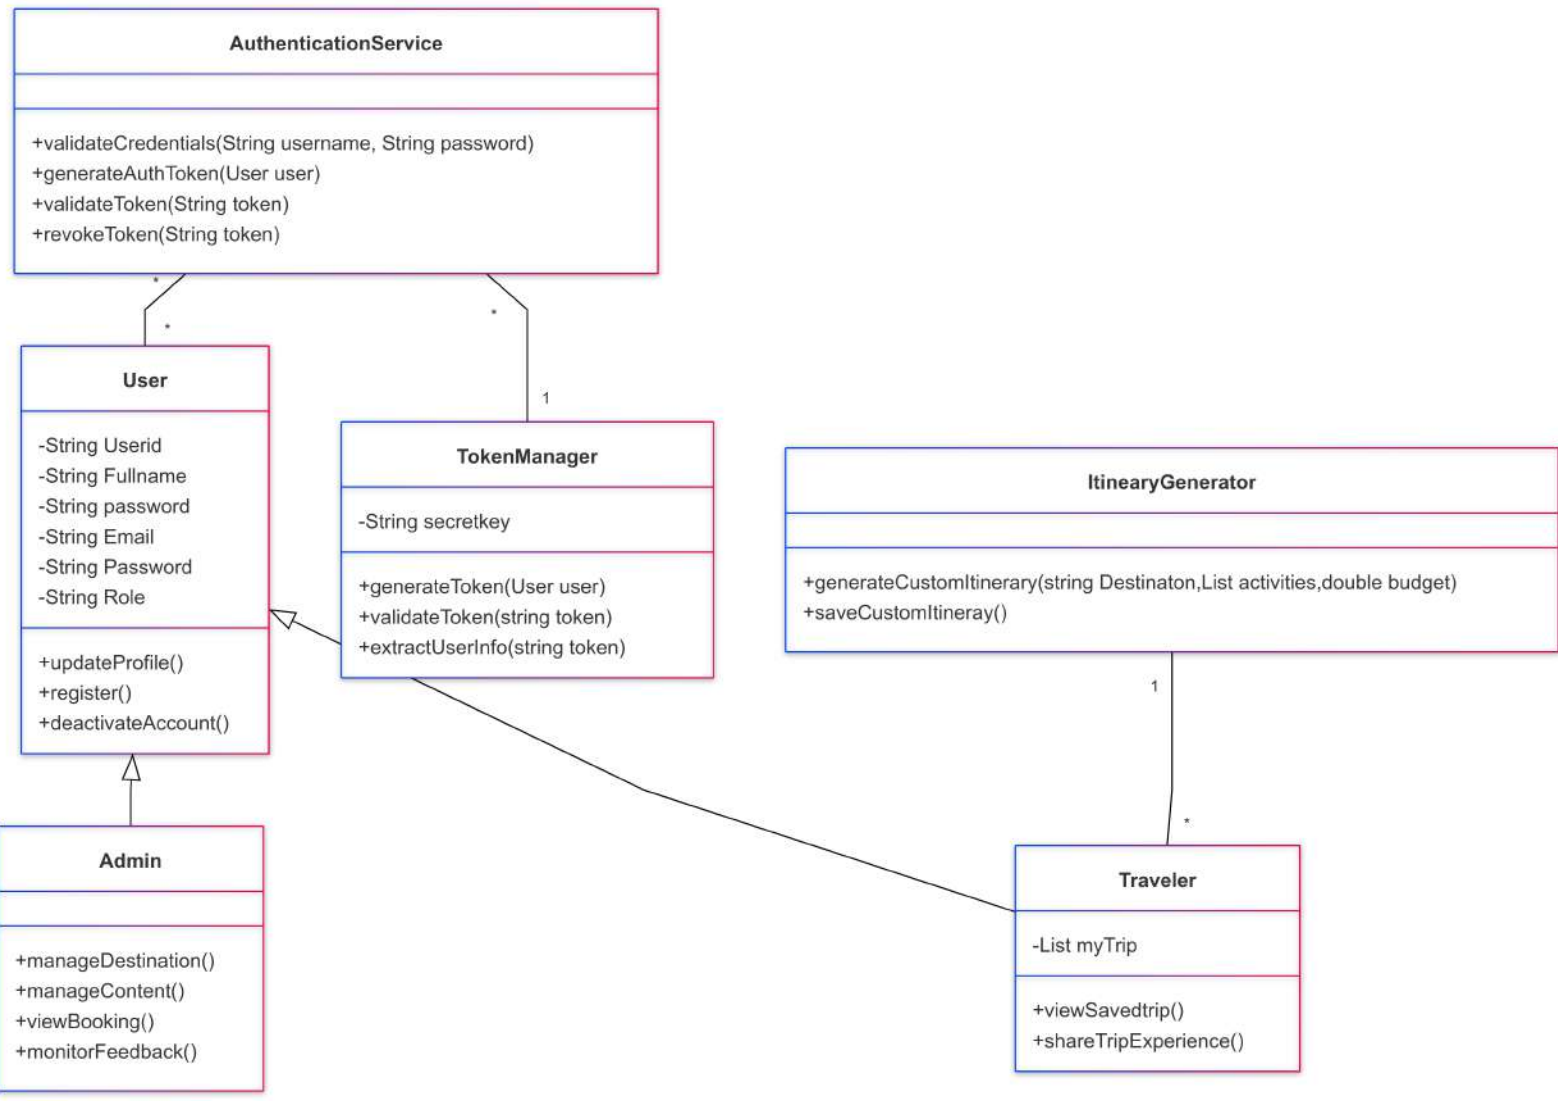 AuthenticationService
+validateCredentials(String username, String password)
+generateAuthToken(User user)
+validateToken(String token)
+revokeToken(String token)
*
*
*
1
User
-String Userid
-String Fullname
-String password
-String Email
-String Password
-String Role
+updateProfile()
+register()
+deactivateAccount()
TokenManager
-String secretkey
+generateToken(User user)
+validateToken(string token)
+extractUserInfo(string token)
ItinearyGenerator
+generateCustomItinerary(string Destinaton,List activities,double budget)
+saveCustomItineray()
1
*
Admin
+manageDestination()
+manageContent()
+viewBooking()
+monitorFeedback()
Traveler
-List myTrip
+viewSavedtrip()
+shareTripExperience()